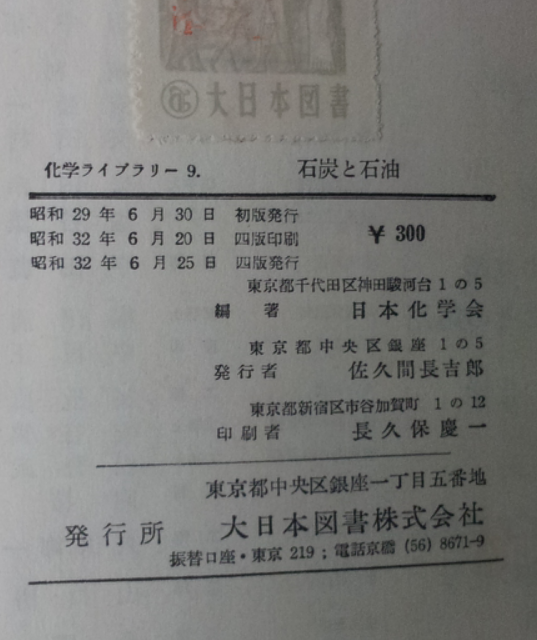 大日本図書
化学ライブラリー 9. 石炭と石油
昭和 29 年 6 月 30 日 初版発行
昭和 32 年 6 月 20 日 四版印刷
¥ 300
昭和 32 年 6 月 25 日 四版発行
東京都千代田区神田駿河台 1 の 5
編 著 日本化学会
東京都中央区銀座 1 の 5
発行者 佐久間長吉郎
東京都新宿区市谷加賀町 1 の 12
印刷者 長久保慶一
東京都中央区銀座一丁目五番地
発行所 大日本図書株式会社
振替口座・東京 219 ; 電話京橋 (56) 8671-9